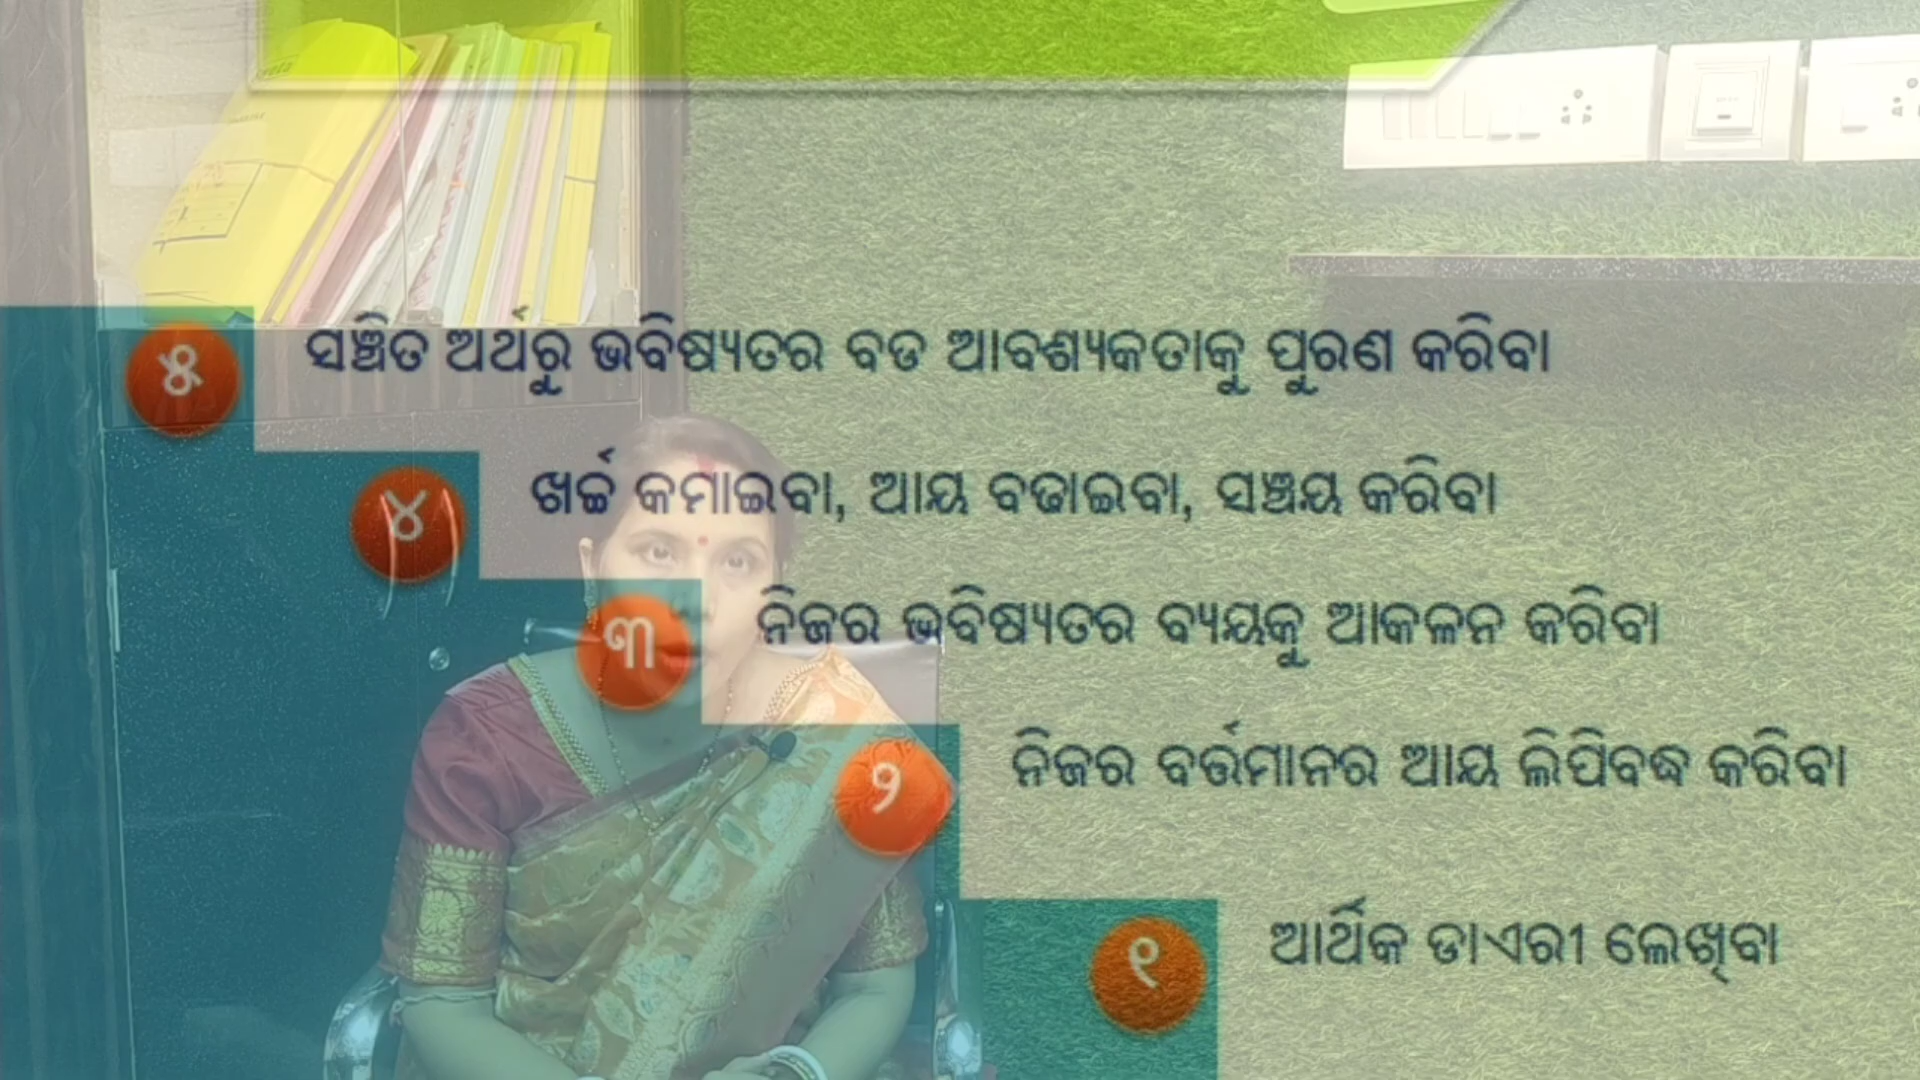 ୫ ସଞ୍ଚିତ ଅର୍ଥରୁ ଭବିଷ୍ୟତର ବଡ ଆବଶ୍ୟକତାକୁ ପୁରଣ କରିବା
୪ ଖର୍ଚ୍ଚ କମାଇବା, ଆୟ ବଢାଇବା, ସଞ୍ଚୟ କରିବା
୩ ନିଜର ଭବିଷ୍ୟତର ବ୍ୟୟକୁ ଆକଳନ କରିବା
୨ ନିଜର ବର୍ତ୍ତମାନର ଆୟ ଲିପିବଦ୍ଧ କରିବା
୧ ଆର୍ଥିକ ଡାଏରୀ ଲେଖିବା